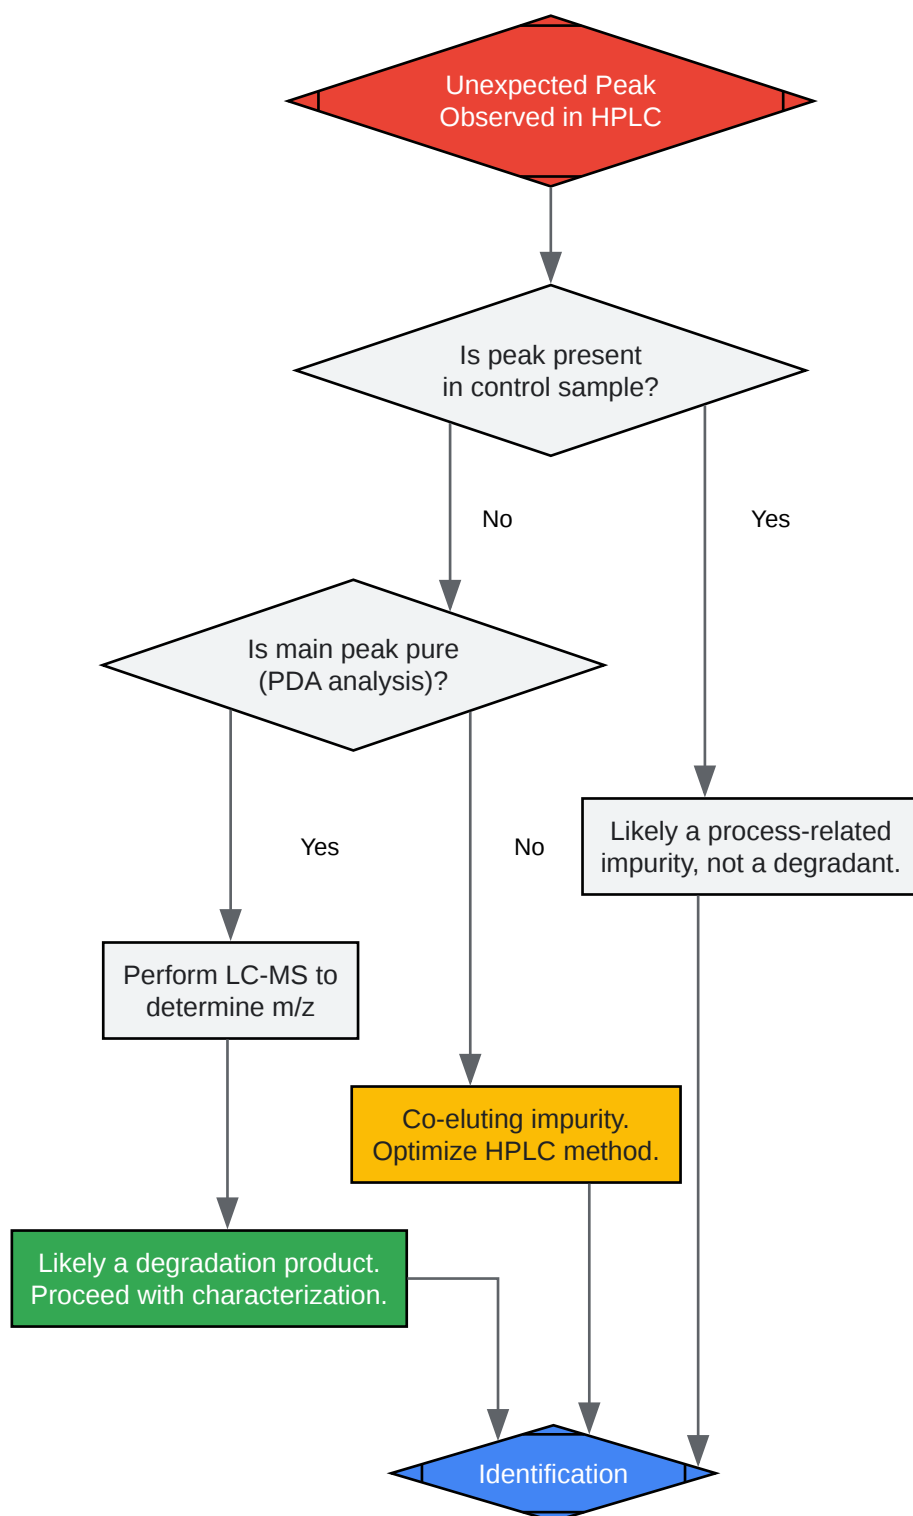 Unexpected Peak
Observed in HPLC
Is peak present
in control sample?
No
Yes
Is main peak pure
(PDA analysis)?
Yes
No
Likely a process-related
impurity, not a degradant.
Perform LC-MS to
determine m/z
Co-eluting impurity.
Optimize HPLC method.
Likely a degradation product.
Proceed with characterization.
Identification